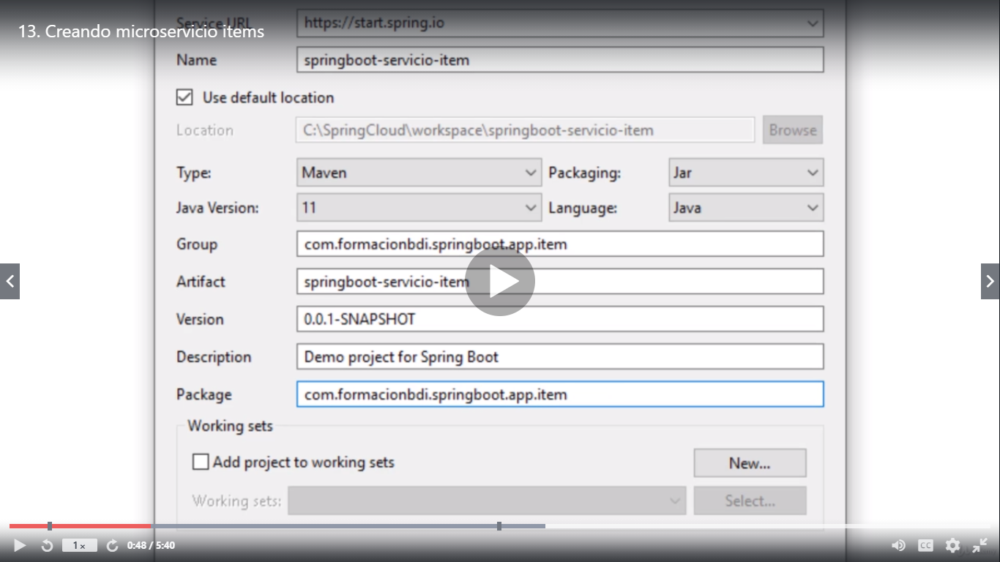 13. Creando microservicio items
Service URL https://start.spring.io
Name springboot-servicio-item
Use default location
Location C:\SpringCloud\workspace\springboot-servicio-item Browse
Type: Maven Packaging: Jar
Java Version: 11 Language: Java
Group com.formacionbdi.springboot.app.item
Artifact springboot-servicio-item
Version 0.0.1-SNAPSHOT
Description Demo project for Spring Boot
Package com.formacionbdi.springboot.app.item
Working sets
Add project to working sets New...
Working sets: Select...
1x 0:48 / 5:40 CC